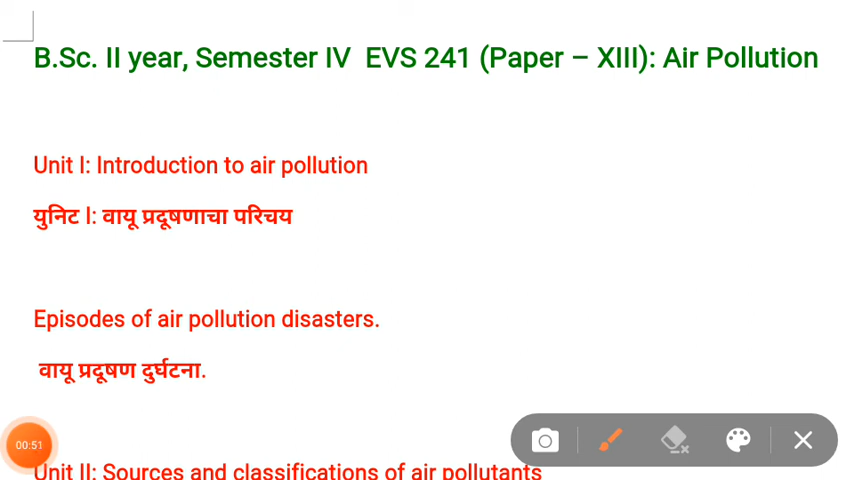 B.Sc. II year, Semester IV EVS 241 (Paper – XIII): Air Pollution
Unit I: Introduction to air pollution
युनिट I: वायू प्रदूषणाचा परिचय
Episodes of air pollution disasters.
वायू प्रदूषण दुर्घटना.
00:51
Unit II: Sources and classifications of air pollutants